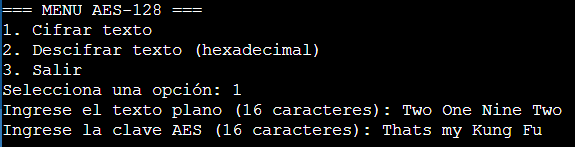 === MENU AES-128 ===
1. Cifrar texto
2. Descifrar texto (hexadecimal)
3. Salir
Selecciona una opción: 1
Ingrese el texto plano (16 caracteres): Two One Nine Two
Ingrese la clave AES (16 caracteres): Thats my Kung Fu